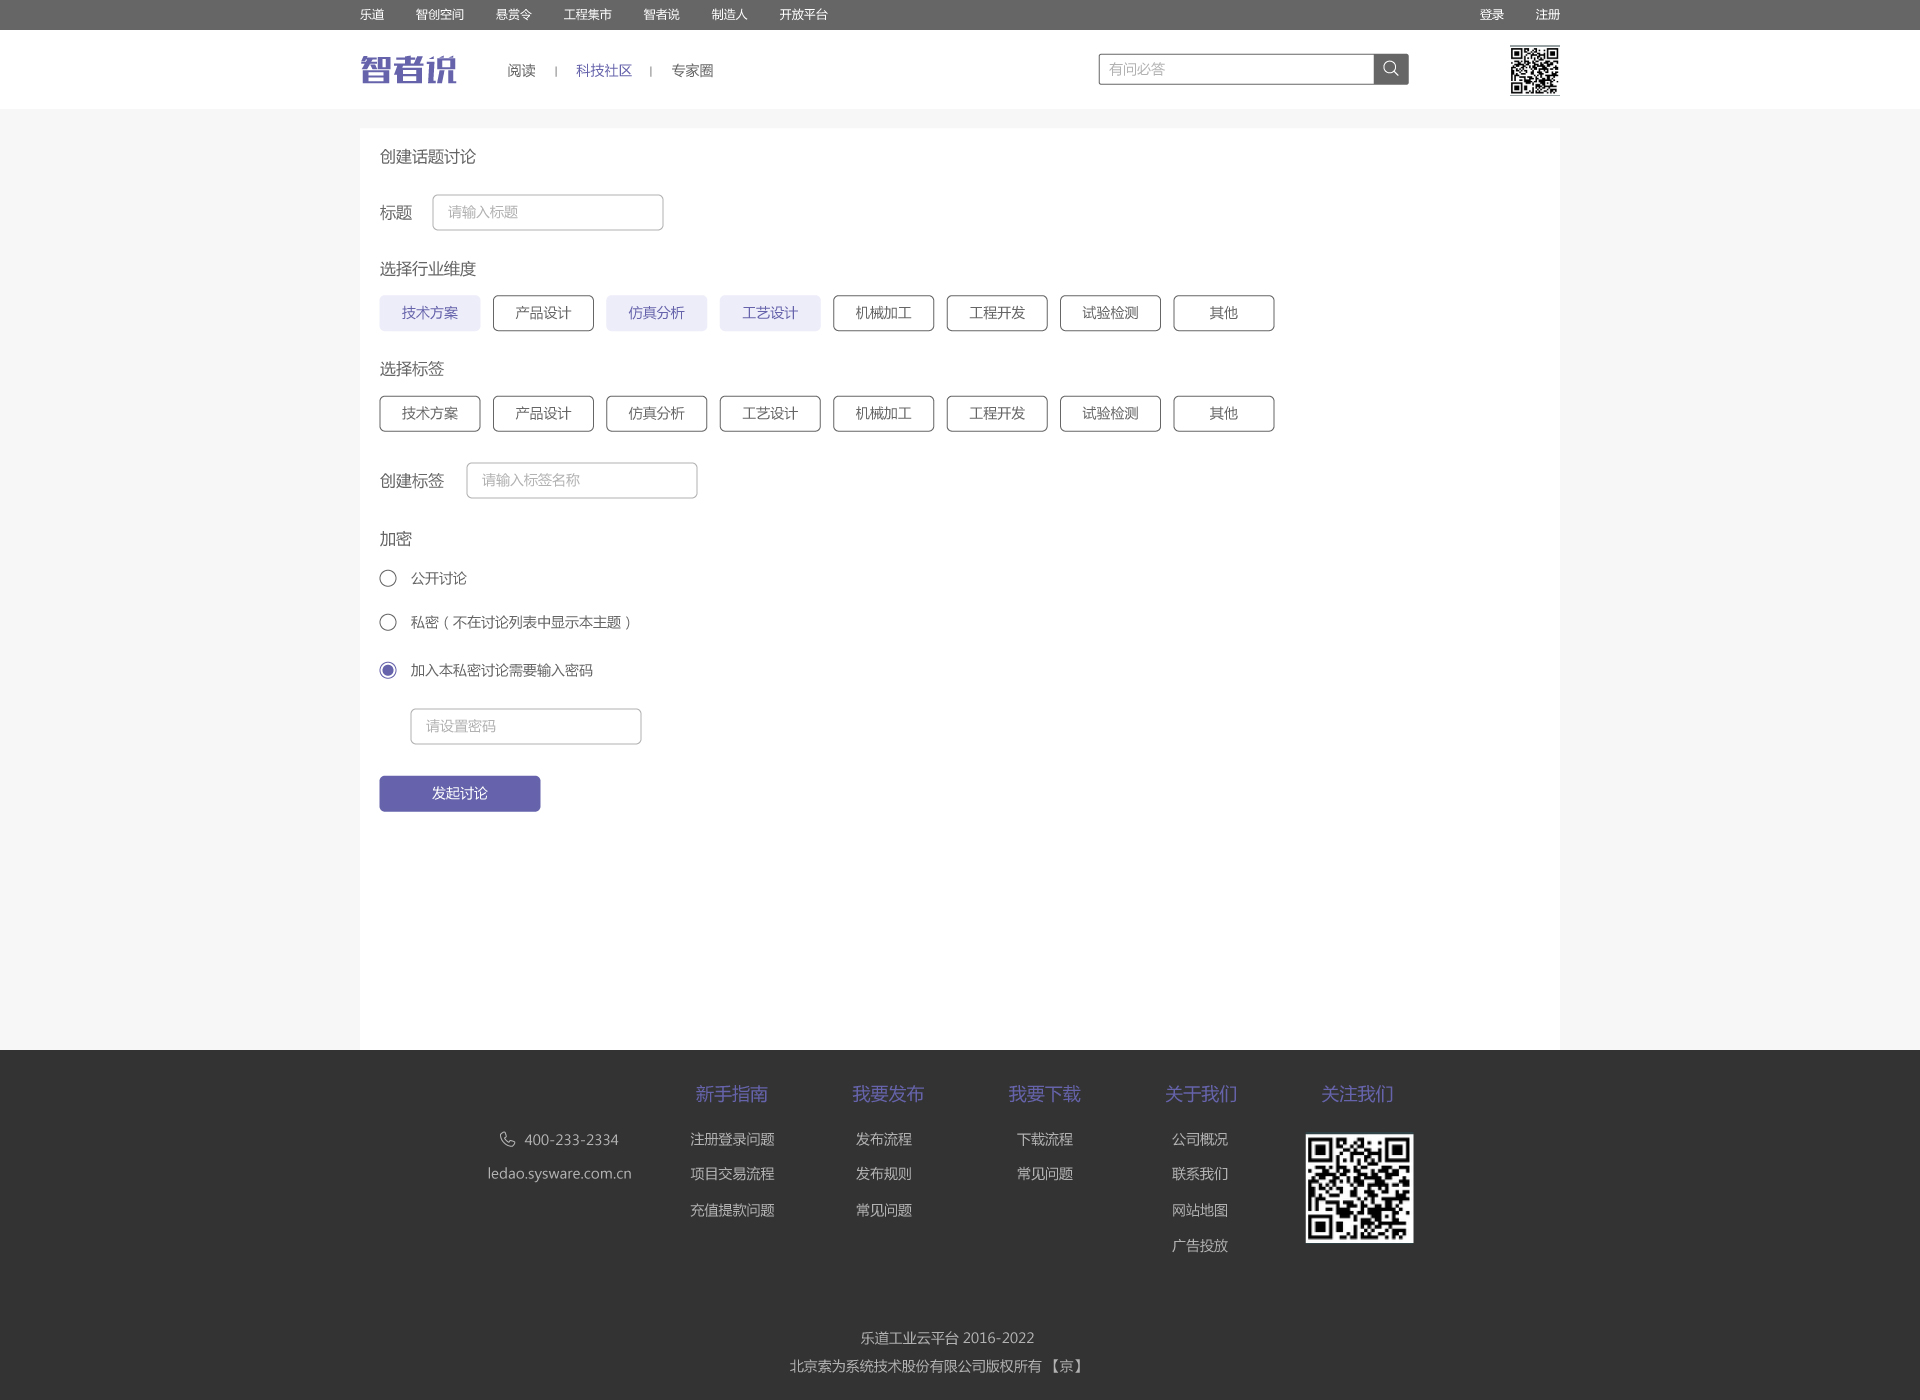 乐道 智创空间 悬赏令 工程集市 智者说 制造人 开放平台 登录 注册
智者说 阅读 | 科技社区 | 专家圈 有问必答
创建话题讨论
标题 请输入标题
选择行业维度
技术方案 产品设计 仿真分析 工艺设计 机械加工 工程开发 试验检测 其他
选择标签
技术方案 产品设计 仿真分析 工艺设计 机械加工 工程开发 试验检测 其他
创建标签 请输入标签名称
加密
公开讨论
私密（不在讨论列表中显示本主题）
加入本私密讨论需要输入密码
请设置密码
发起讨论
新手指南 我要发布 我要下载 关于我们 关注我们
400-233-2334 注册登录问题 发布流程 下载流程 公司概况
ledao.sysware.com.cn 项目交易流程 发布规则 常见问题 联系我们
充值提款问题 常见问题 网站地图
广告投放
乐道工业云平台 2016-2022
北京索为系统技术股份有限公司版权所有 【京】